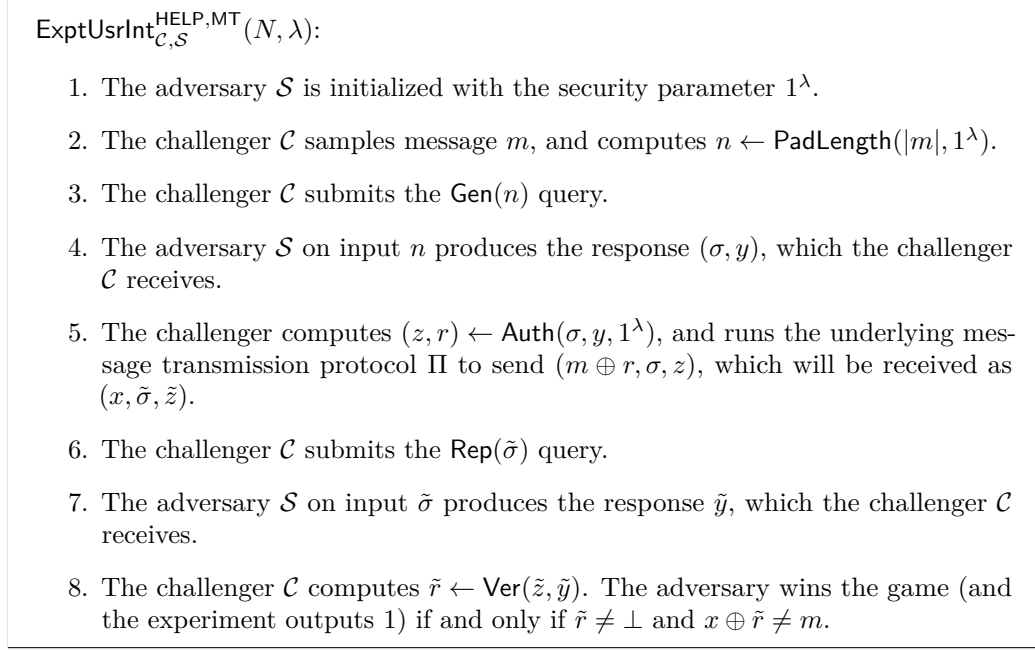 ExptUsrInt^{HELP,MT}_{C,S}(N, λ):
1. The adversary S is initialized with the security parameter 1^λ.
2. The challenger C samples message m, and computes n ← PadLength(|m|, 1^λ).
3. The challenger C submits the Gen(n) query.
4. The adversary S on input n produces the response (σ, y), which the challenger
C receives.
5. The challenger computes (z, r) ← Auth(σ, y, 1^λ), and runs the underlying mes-
sage transmission protocol Π to send (m ⊕ r, σ, z), which will be received as
(x, σ̃, z̃).
6. The challenger C submits the Rep(σ̃) query.
7. The adversary S on input σ̃ produces the response ỹ, which the challenger C
receives.
8. The challenger C computes r̃ ← Ver(z̃, ỹ). The adversary wins the game (and
the experiment outputs 1) if and only if r̃ ≠ ⊥ and x ⊕ r̃ ≠ m.